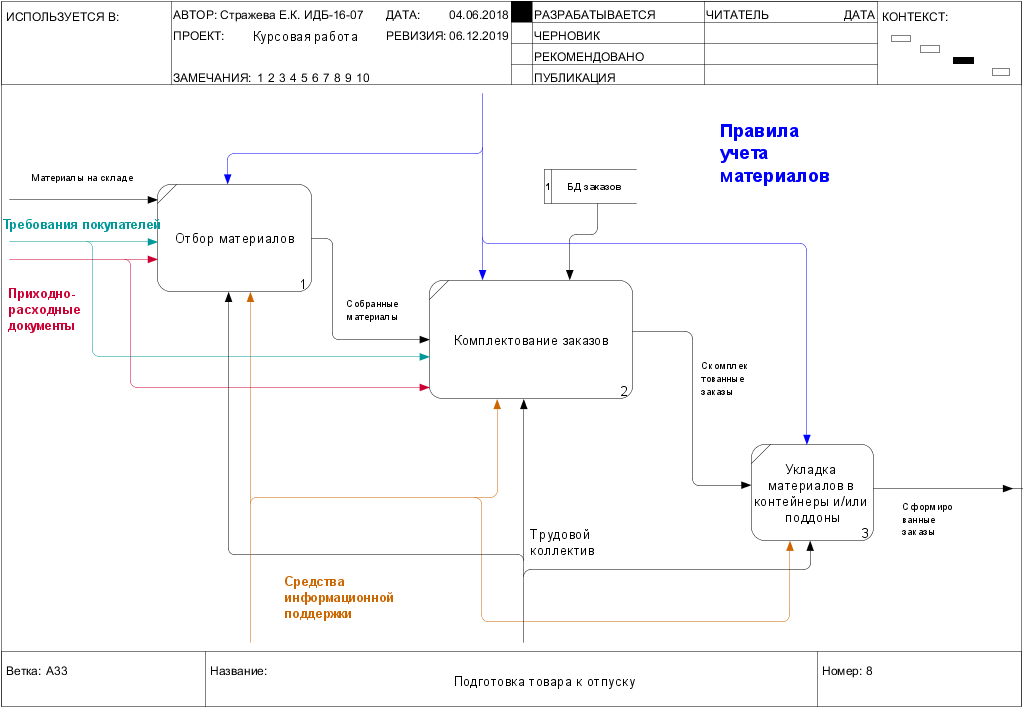 ИСПОЛЬЗУЕТСЯ В:
АВТОР: Стражева Е.К. ИДБ-16-07
ДАТА: 04.06.2018
ПРОЕКТ: Курсовая работа
РЕВИЗИЯ: 06.12.2019
ЗАМЕЧАНИЯ: 1 2 3 4 5 6 7 8 9 10
РАЗРАБАТЫВАЕТСЯ
ЧЕРНОВИК
РЕКОМЕНДОВАНО
ПУБЛИКАЦИЯ
ЧИТАТЕЛЬ ДАТА
КОНТЕКСТ:
Правила
учета
материалов
Материалы на складе
Требования покупателей
Приходно-
расходные
документы
Отбор материалов
1
1 БД заказов
Собранные
материалы
Комплектование заказов
2
Скомплек
тованные
заказы
Укладка
материалов в
контейнеры и/или
поддоны
3
Сформиро
ванные
заказы
Трудовой
коллектив
Средства
информационной
поддержки
Ветка: A33
Название:
Подготовка товара к отпуску
Номер: 8